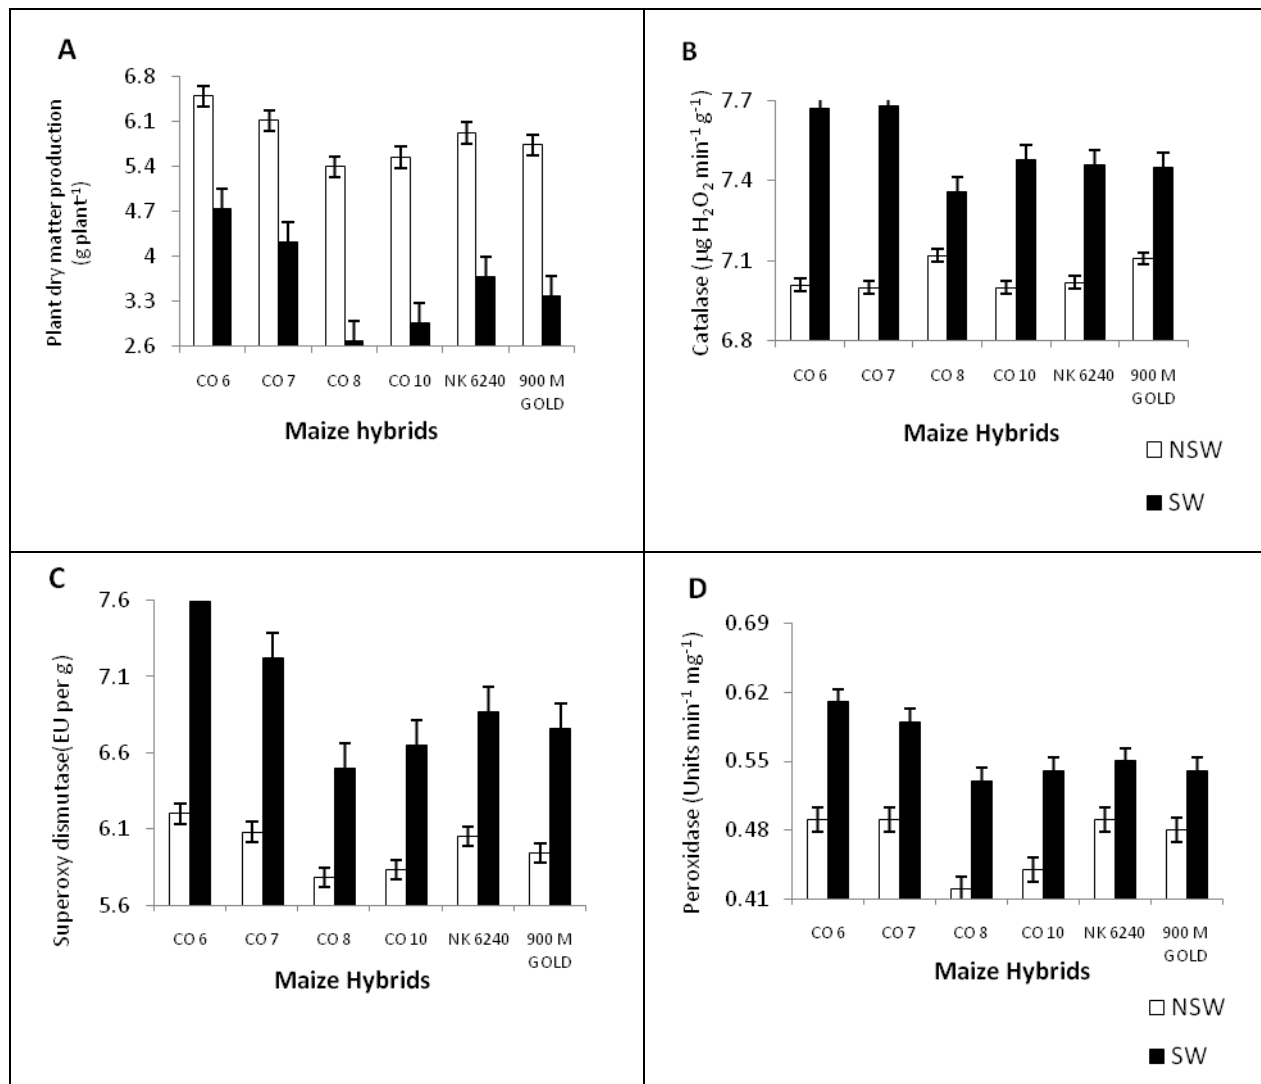 A
Plant dry matter production
(g plant⁻¹)
6.8
6.1
5.4
4.7
4
3.3
2.6
CO 6 CO 7 CO 8 CO 10 NK 6240 900 M
GOLD
Maize hybrids
B
Catalase (µg H₂O₂ min⁻¹ g⁻¹)
7.7
7.4
7.1
6.8
CO 6 CO 7 CO 8 CO 10 NK 6240 900 M
GOLD
Maize Hybrids
NSW
SW
C
Superoxy dismutase(EU per g)
7.6
7.1
6.6
6.1
5.6
CO 6 CO 7 CO 8 CO 10 NK 6240 900 M
GOLD
Maize Hybrids
D
Peroxidase (Units min⁻¹ mg⁻¹)
0.69
0.62
0.55
0.48
0.41
CO 6 CO 7 CO 8 CO 10 NK 6240 900 M
GOLD
Maize Hybrids
NSW
SW